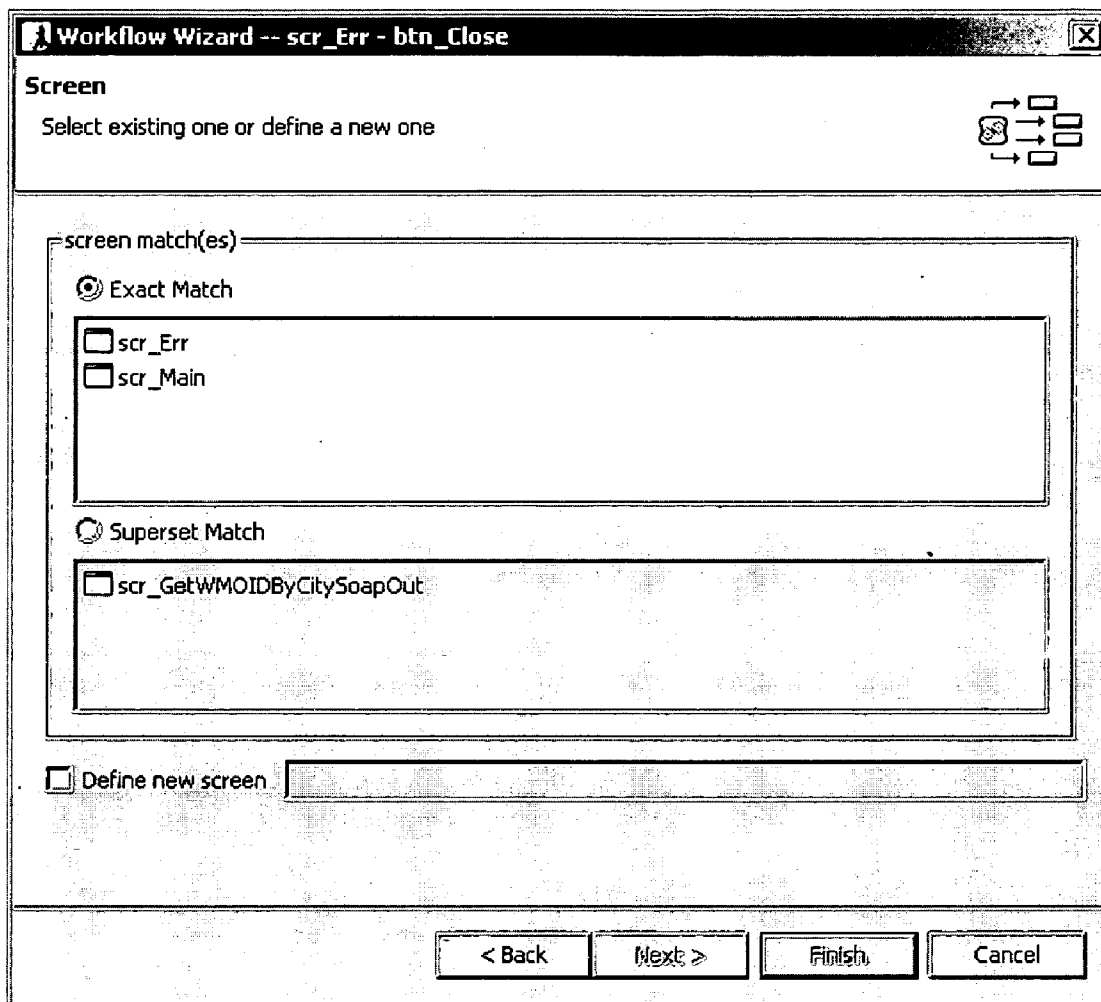 Workflow Wizard -- scr_Err - btn_Close
Screen
Select existing one or define a new one
screen match(es)
Exact Match
scr_Err
scr_Main
Superset Match
scr_GetWMOIDByCitySoapOut
Define new screen
< Back Next > Finish Cancel